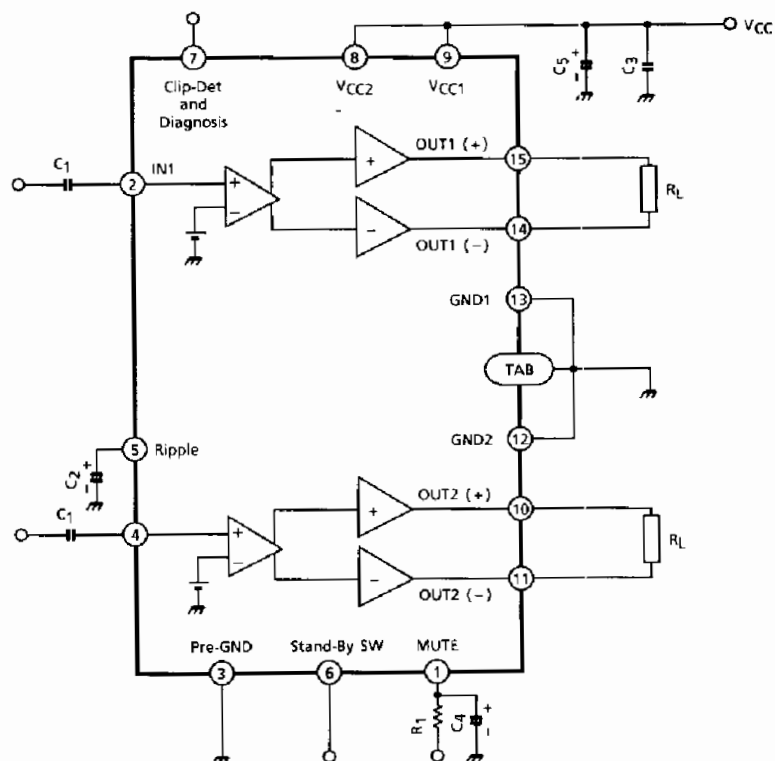 VCC
7
8
9
C5
+
-
C3
Clip-Det
and
Diagnosis
VCC2
VCC1
-
C1
2
IN1
+
-
+
OUT1 (+)
15
-
OUT1 (-)
14
RL
GND1
13
TAB
GND2
12
5
Ripple
C2
+
-
C1
4
+
-
+
OUT2 (+)
10
-
OUT2 (-)
11
RL
Pre-GND
Stand-By SW
MUTE
3
6
1
R1
C4
+
-